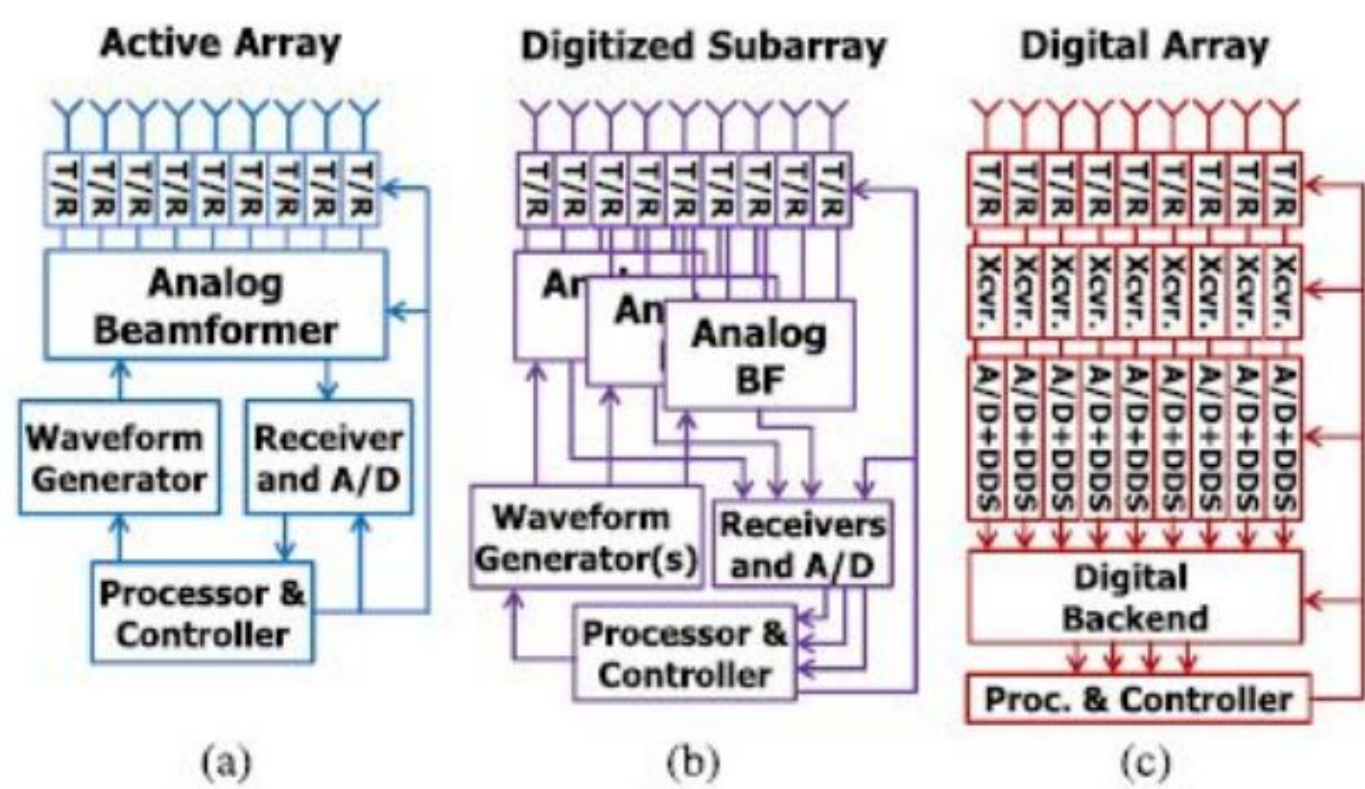 Active Array
T/R T/R T/R T/R T/R T/R T/R T/R T/R
Analog
Beamformer
Waveform
Generator
Receiver
and A/D
Processor &
Controller
(a)
Digitized Subarray
T/R T/R T/R T/R T/R T/R T/R T/R T/R
An
An
Analog
BF
Waveform
Generator(s)
Receivers
and A/D
Processor &
Controller
(b)
Digital Array
T/R T/R T/R T/R T/R T/R T/R T/R T/R
Xcvr. Xcvr. Xcvr. Xcvr. Xcvr. Xcvr. Xcvr. Xcvr. Xcvr.
A/D+DDS A/D+DDS A/D+DDS A/D+DDS A/D+DDS A/D+DDS A/D+DDS A/D+DDS A/D+DDS
Digital
Backend
Proc. & Controller
(c)